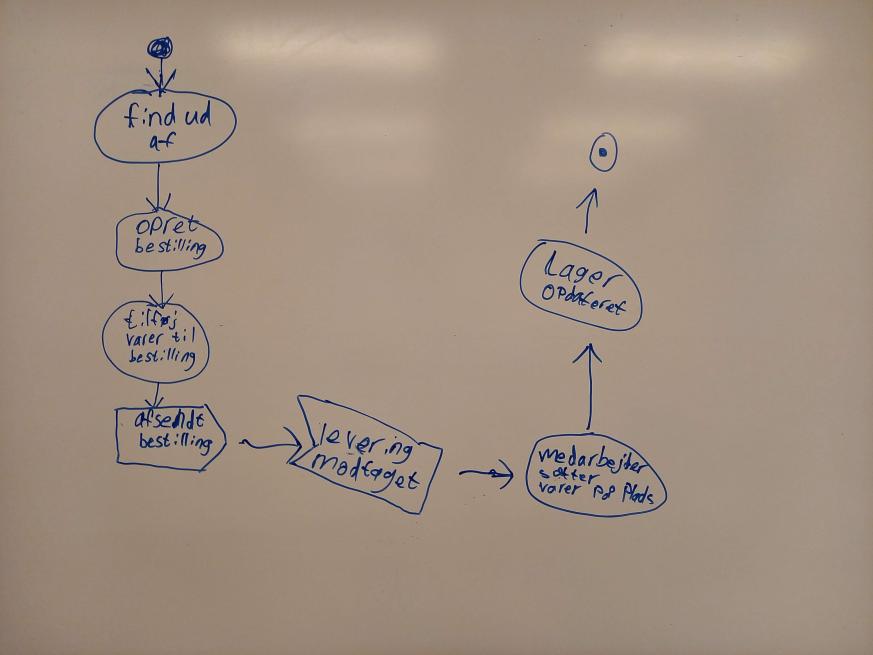 find ud
af
opret
bestilling
tilføj
varer til
bestilling
afsendt
bestilling
levering
modtaget
medarbejder
sætter
varer på plads
Lager
opdateret